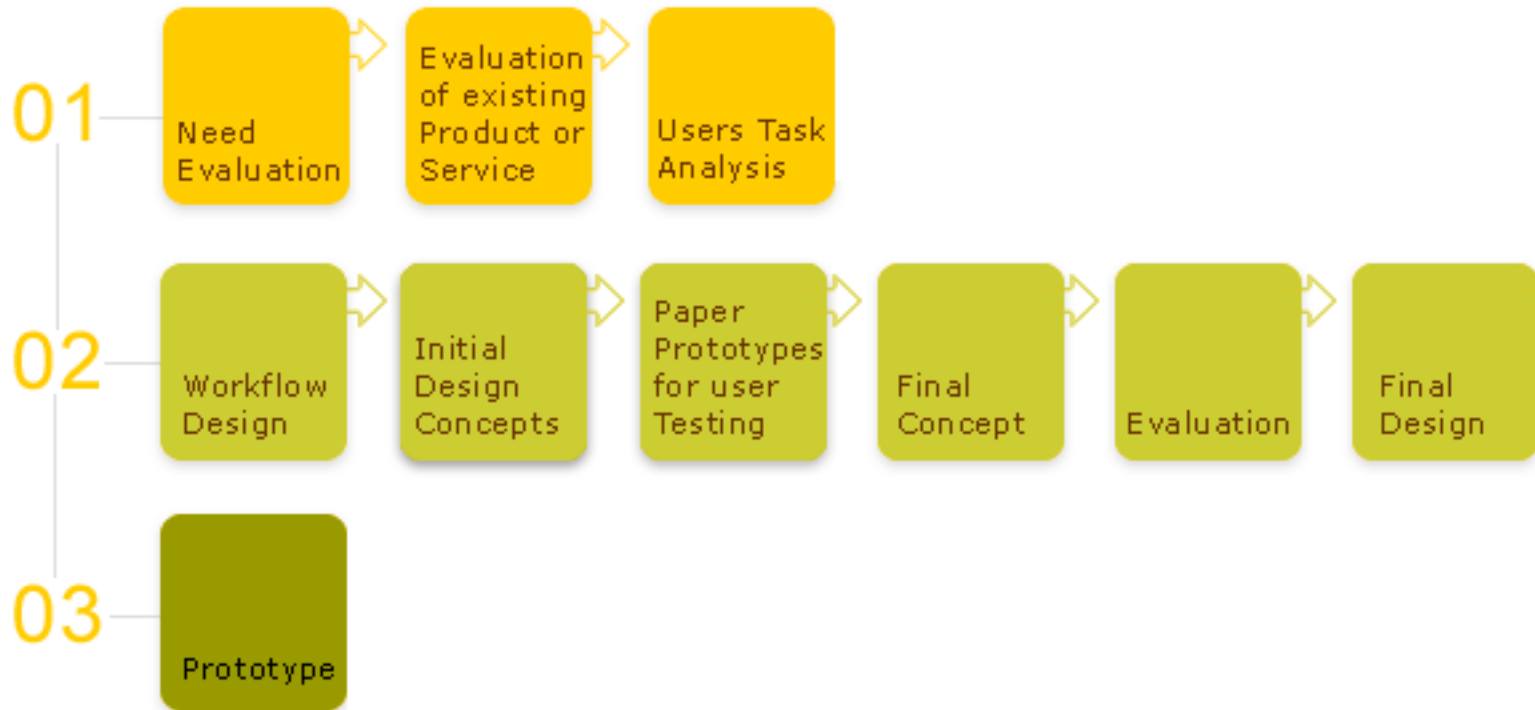 01
Need
Evaluation
Evaluation
of existing
Product or
Service
Users Task
Analysis
02
Workflow
Design
Initial
Design
Concepts
Paper
Prototypes
for user
Testing
Final
Concept
Evaluation
Final
Design
03
Prototype